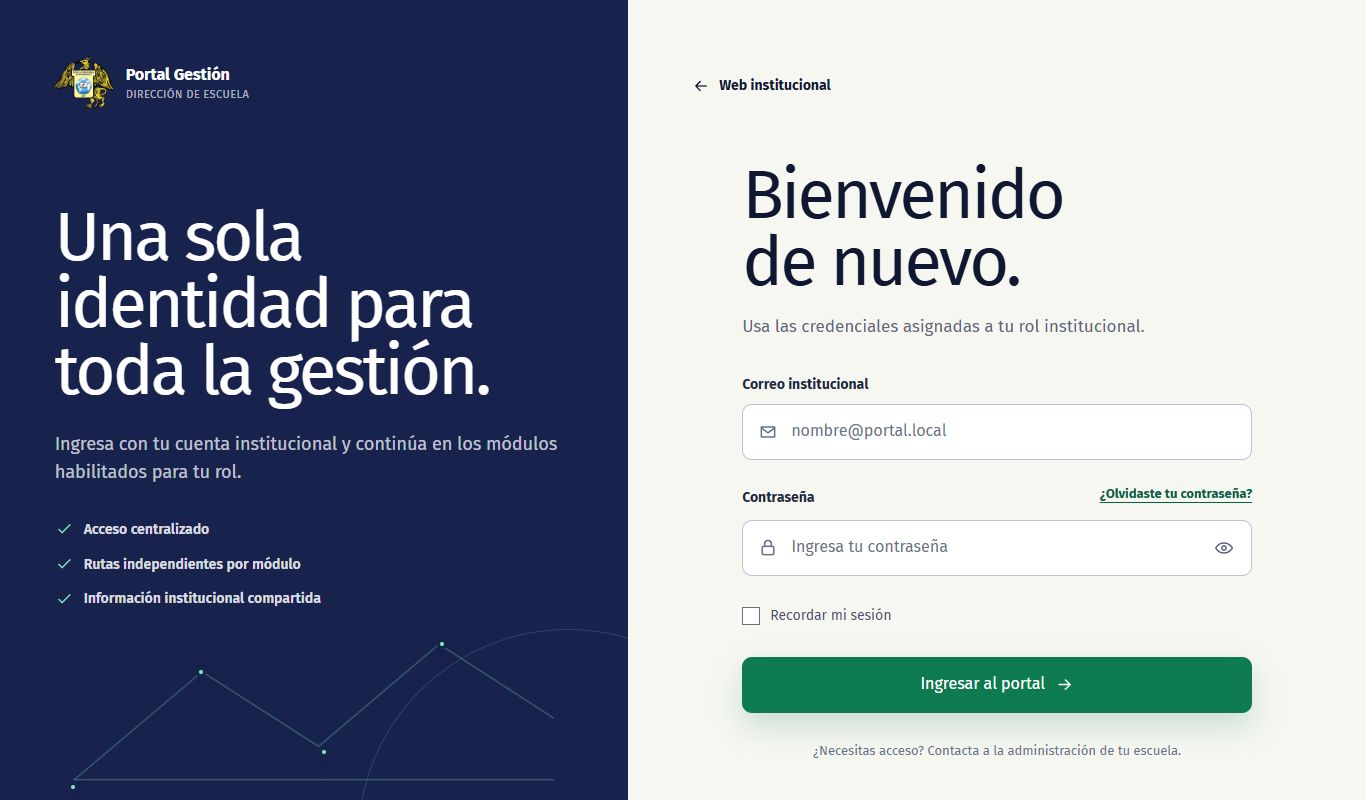 Portal Gestión
DIRECCIÓN DE ESCUELA
Una sola
identidad para
toda la gestión.
Ingresa con tu cuenta institucional y continúa en los módulos
habilitados para tu rol.
Acceso centralizado
Rutas independientes por módulo
Información institucional compartida
Web institucional
Bienvenido
de nuevo.
Usa las credenciales asignadas a tu rol institucional.
Correo institucional
nombre@portal.local
Contraseña
¿Olvidaste tu contraseña?
Ingresa tu contraseña
Recordar mi sesión
Ingresar al portal
¿Necesitas acceso? Contacta a la administración de tu escuela.